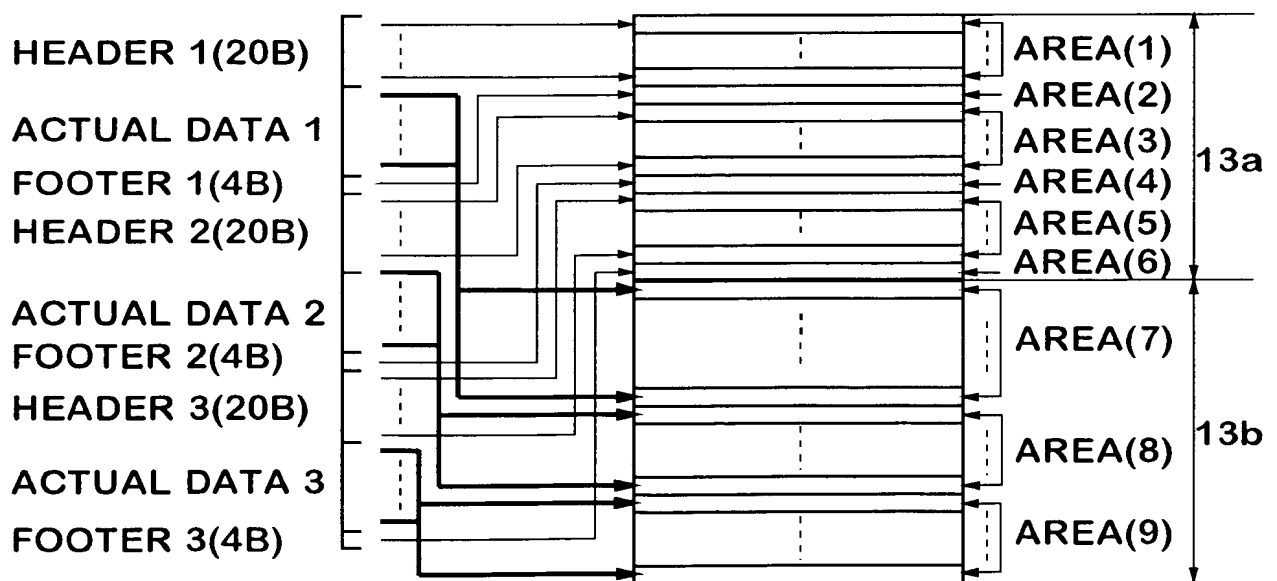 HEADER 1(20B)
ACTUAL DATA 1
FOOTER 1(4B)
HEADER 2(20B)
ACTUAL DATA 2
FOOTER 2(4B)
HEADER 3(20B)
ACTUAL DATA 3
FOOTER 3(4B)
AREA(1)
AREA(2)
AREA(3)
AREA(4)
AREA(5)
AREA(6)
AREA(7)
AREA(8)
AREA(9)
13a
13b